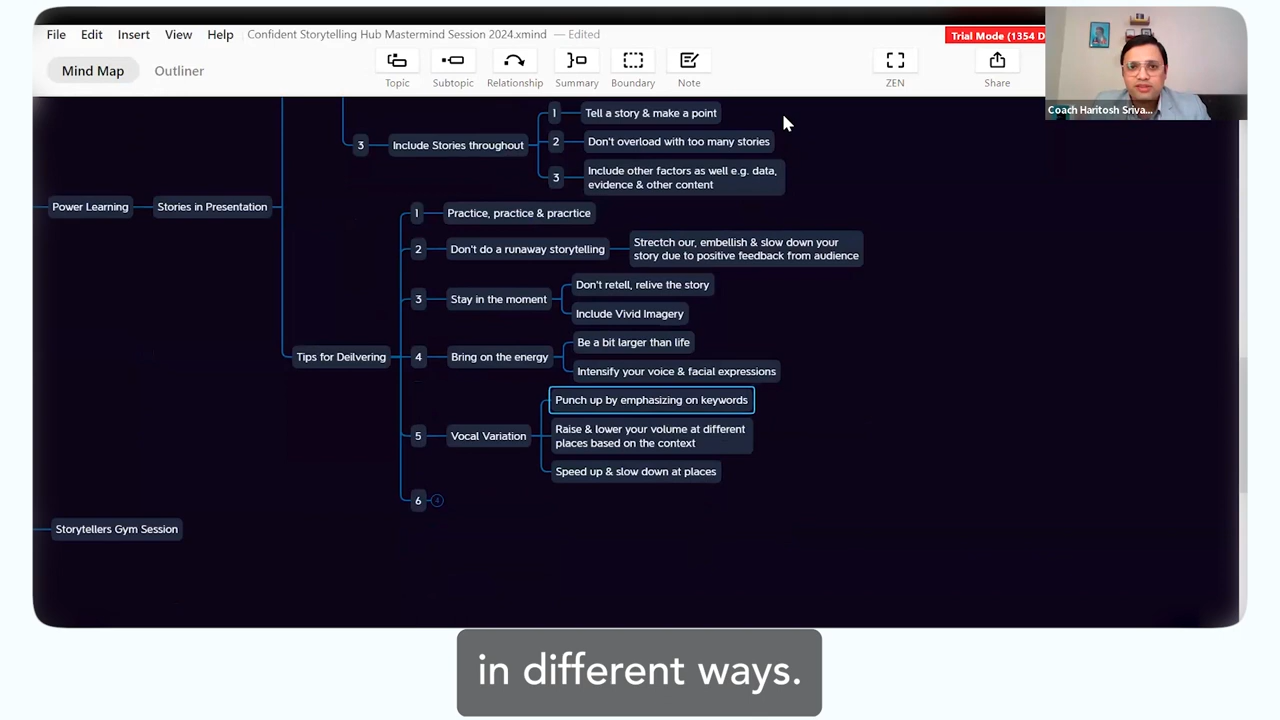 File Edit Insert View Help Confident Storytelling Hub Mastermind Session 2024.xmind — Edited
Trial Mode (1354 D
Mind Map Outliner
Topic Subtopic Relationship Summary Boundary Note ZEN Share
Coach Haritosh Sriva...
1 Tell a story & make a point
3 Include Stories throughout
2 Don't overload with too many stories
3 Include other factors as well e.g. data,
evidence & other content
Power Learning Stories in Presentation
1 Practice, practice & pracrtice
2 Don't do a runaway storytelling
Strectch our, embellish & slow down your
story due to positive feedback from audience
3 Stay in the moment
Don't retell, relive the story
Include Vivid Imagery
Tips for Deilvering
4 Bring on the energy
Be a bit larger than life
Intensify your voice & facial expressions
5 Vocal Variation
Punch up by emphasizing on keywords
Raise & lower your volume at different
places based on the context
Speed up & slow down at places
6 4
Storytellers Gym Session
in different ways.